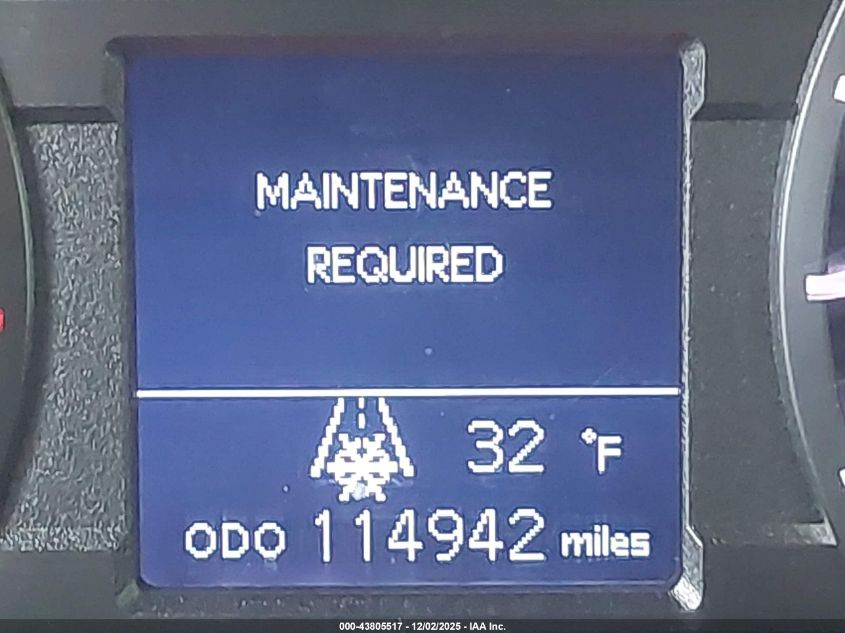 MAINTENANCE
REQUIRED
32 °F
ODO 114942 miles
000-43805517 - 12/02/2025 - IAA Inc.